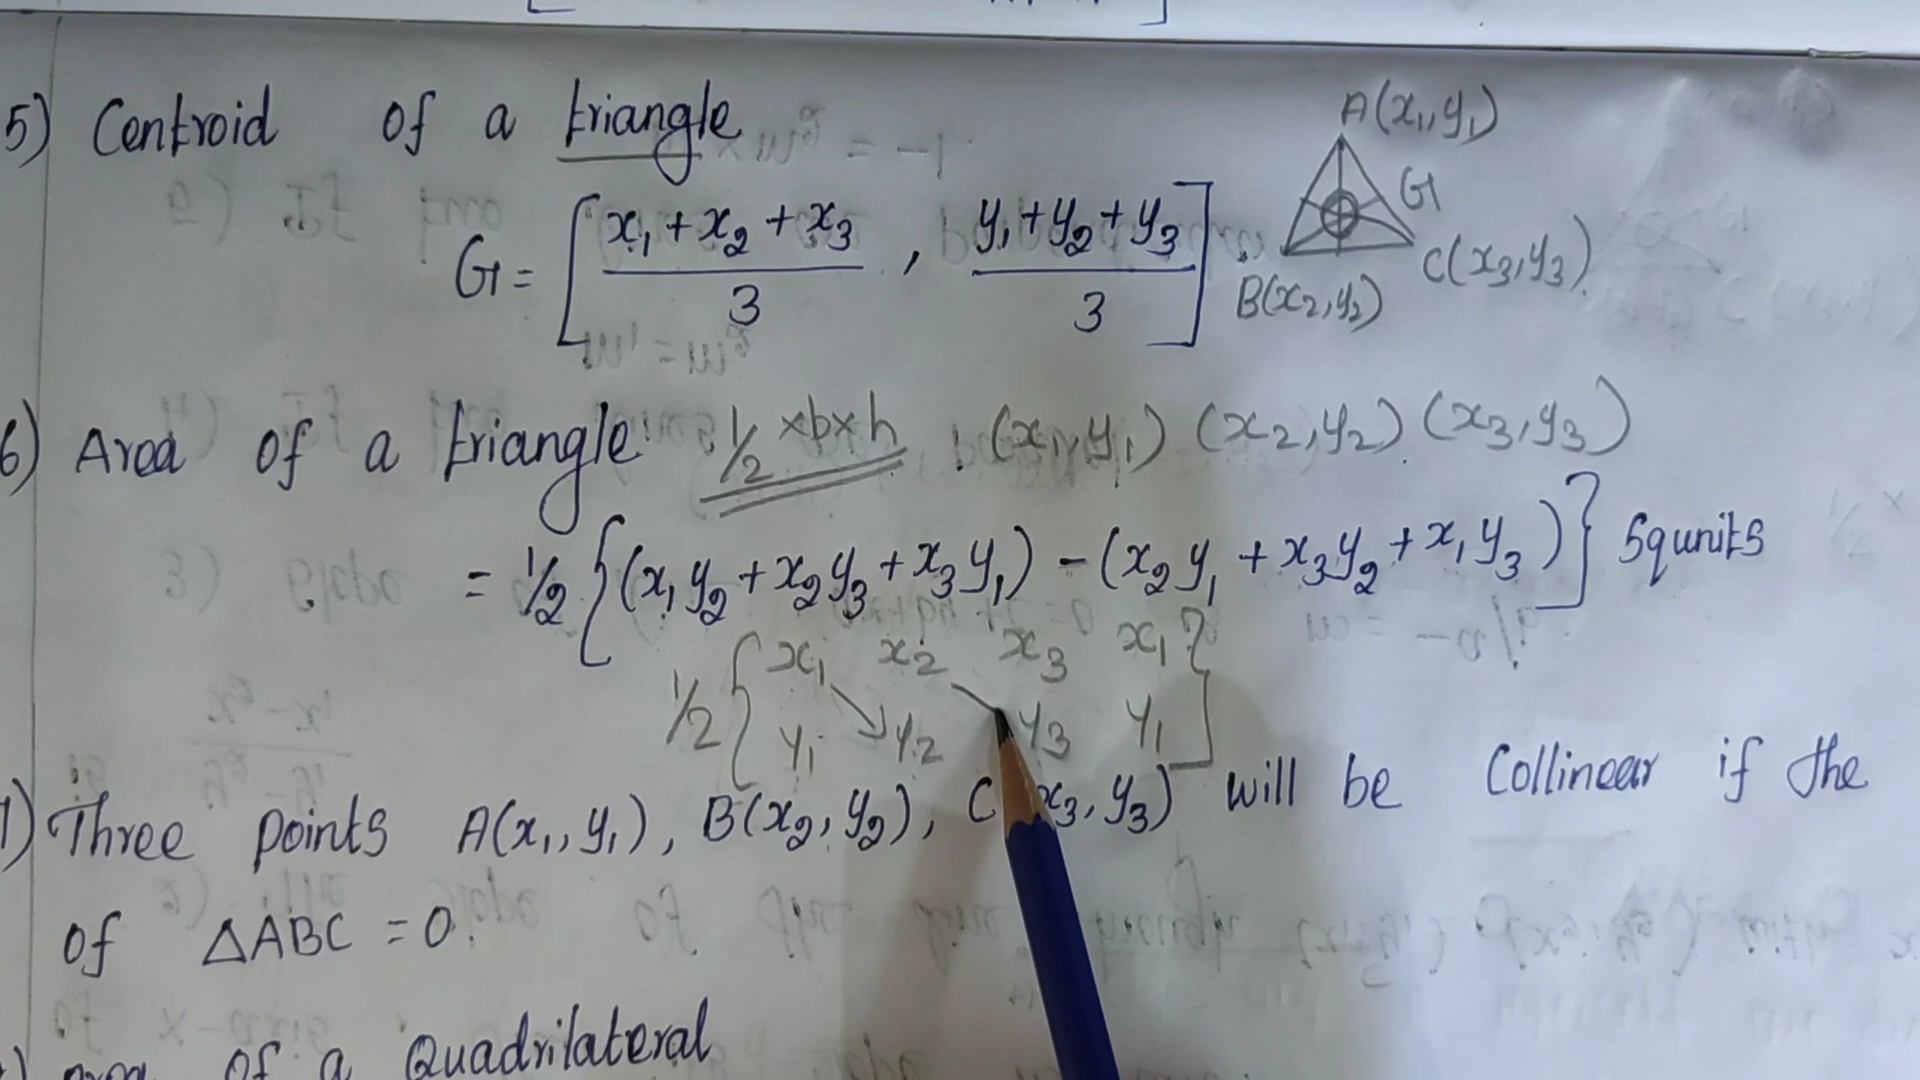 5) Centroid of a triangle
A(x₁,y₁)
G = [ (x₁+x₂+x₃)/3 , (y₁+y₂+y₃)/3 ].
G
B(x₂,y₂)
C(x₃,y₃)
6) Area of a triangle: 1/2 ×b×h . (x₁,y₁) (x₂,y₂) (x₃,y₃)
= 1/2 {(x₁y₂+x₂y₃+x₃y₁) - (x₂y₁+x₃y₂+x₁y₃)} Squnits
1/2 { x₁ x₂ x₃ x₁
y₁ y₂ y₃ y₁ }
) Three points A(x₁,y₁), B(x₂,y₂), C x₃,y₃) will be Collinear if the
of ΔABC = 0.
) area of a Quadrilateral